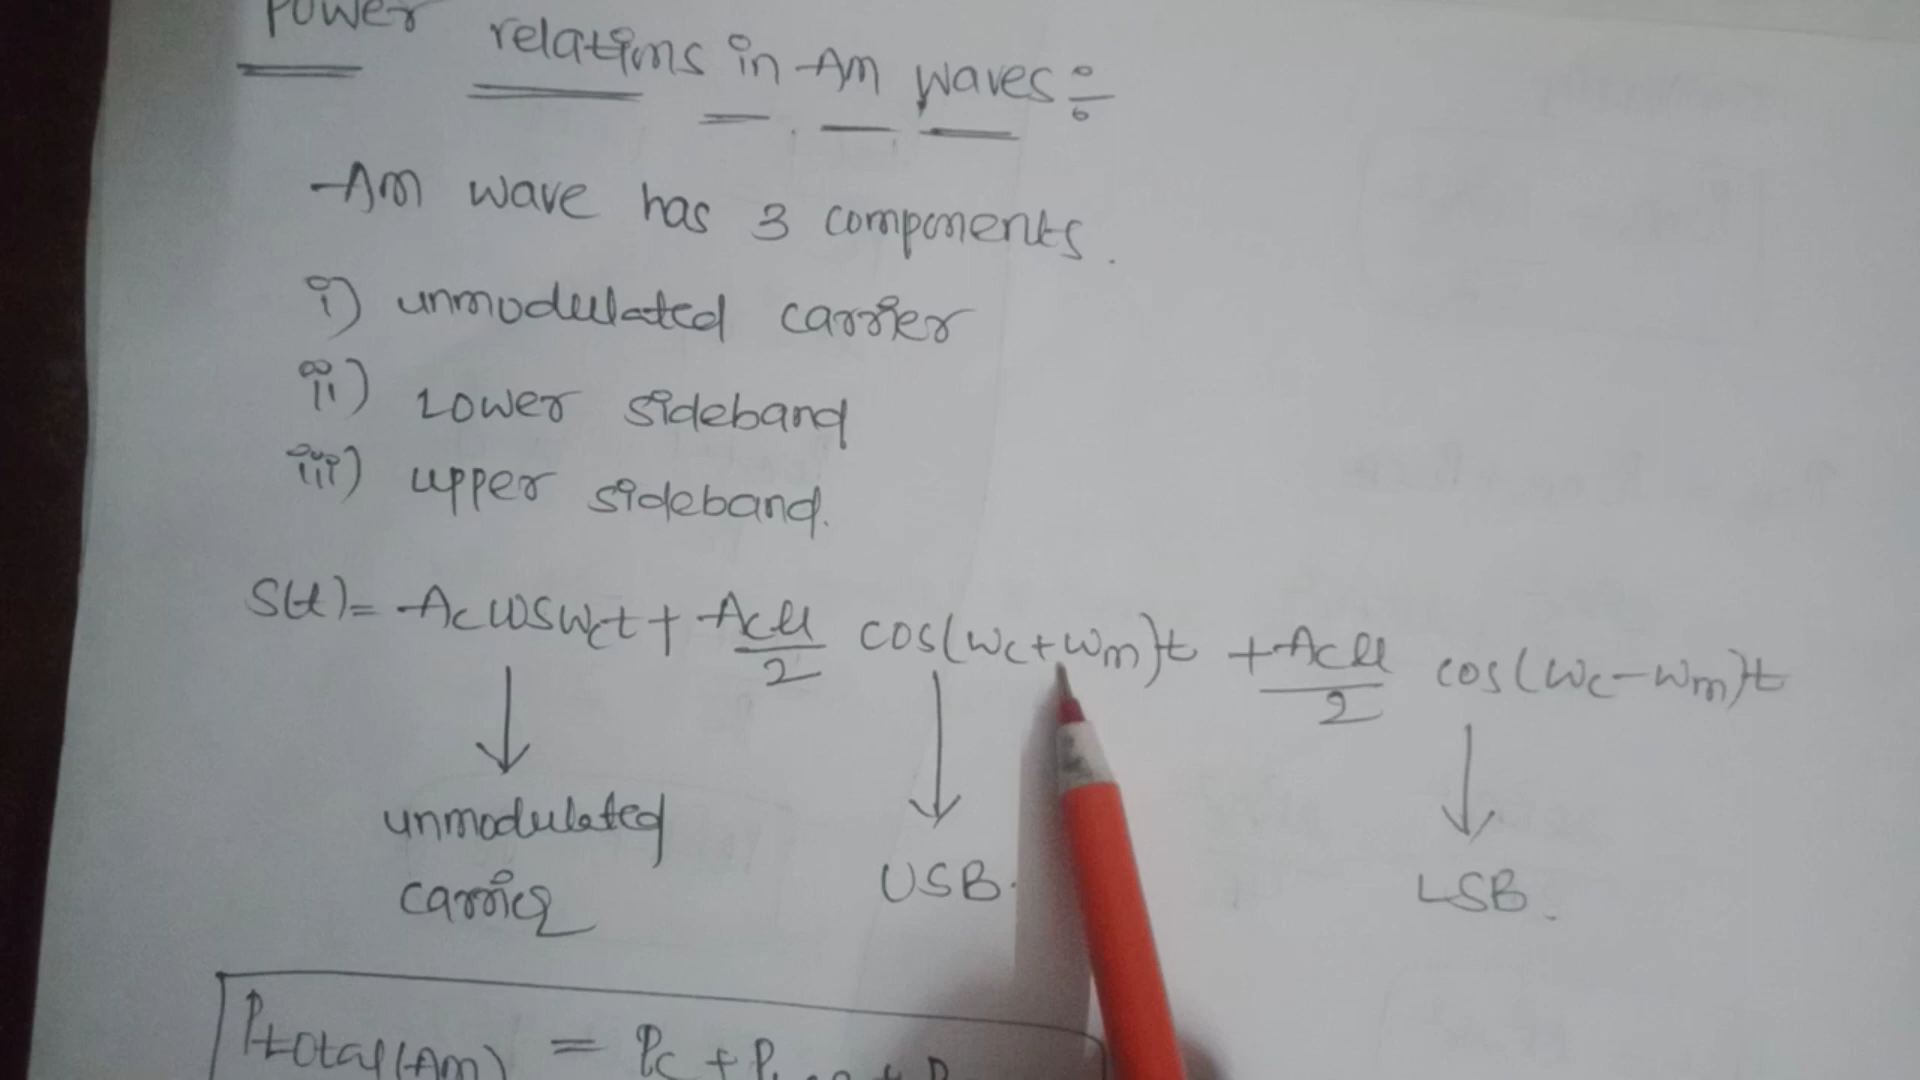 Power relations in AM waves:
AM wave has 3 components.
i) unmodulated carrier
ii) Lower sideband
iii) upper sideband.
S(t) = Ac cos wct + Acμ/2 cos(wc+wm)t + Acμ/2 cos(wc-wm)t
unmodulated carrier
USB.
LSB.
Ptotal(AM) = Pc + P